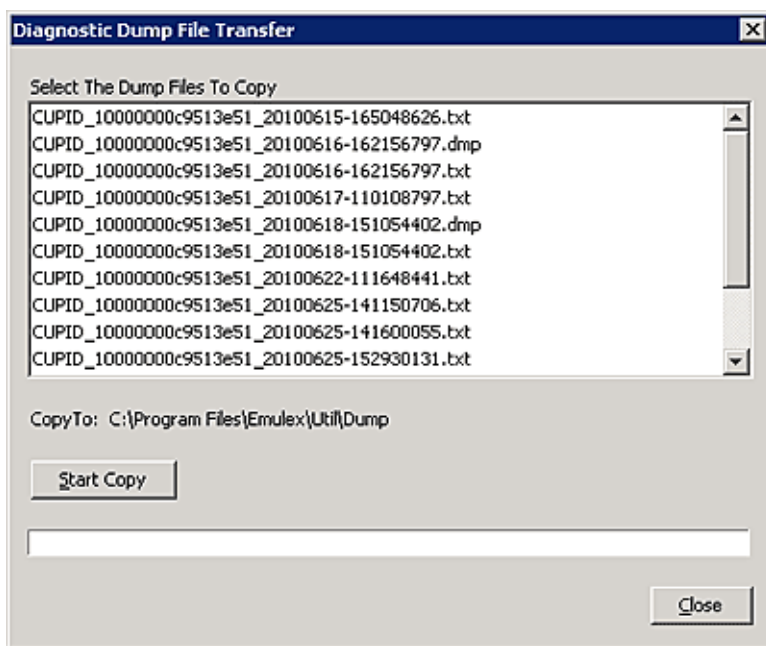 Diagnostic Dump File Transfer
Select The Dump Files To Copy
CUPID_10000000c9513e51_20100615-165048626.txt
CUPID_10000000c9513e51_20100616-162156797.dmp
CUPID_10000000c9513e51_20100616-162156797.txt
CUPID_10000000c9513e51_20100617-110108797.txt
CUPID_10000000c9513e51_20100618-151054402.dmp
CUPID_10000000c9513e51_20100618-151054402.txt
CUPID_10000000c9513e51_20100622-111648441.txt
CUPID_10000000c9513e51_20100625-141150706.txt
CUPID_10000000c9513e51_20100625-141600055.txt
CUPID_10000000c9513e51_20100625-152930131.txt
CopyTo: C:\Program Files\Emulex\Util\Dump
Start Copy
Close